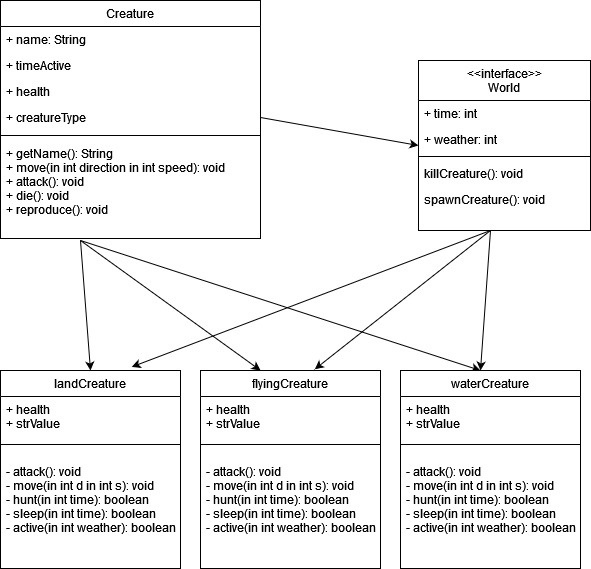 Creature
+ name: String
+ timeActive
+ health
+ creatureType
+ getName(): String
+ move(in int direction in int speed): void
+ attack(): void
+ die(): void
+ reproduce(): void
<<interface>>
World
+ time: int
+ weather: int
killCreature(): void
spawnCreature(): void
landCreature
+ health
+ strValue
- attack(): void
- move(in int d in int s): void
- hunt(in int time): boolean
- sleep(in int time): boolean
- active(in int weather): boolean
flyingCreature
+ health
+ strValue
- attack(): void
- move(in int d in int s): void
- hunt(in int time): boolean
- sleep(in int time): boolean
- active(in int weather): boolean
waterCreature
+ health
+ strValue
- attack(): void
- move(in int d in int s): void
- hunt(in int time): boolean
- sleep(in int time): boolean
- active(in int weather): boolean